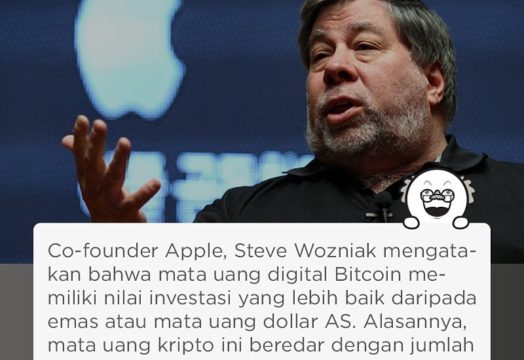 Co-founder Apple, Steve Wozniak mengata-
kan bahwa mata uang digital Bitcoin me-
miliki nilai investasi yang lebih baik daripada
emas atau mata uang dollar AS. Alasannya,
mata uang kripto ini beredar dengan jumlah